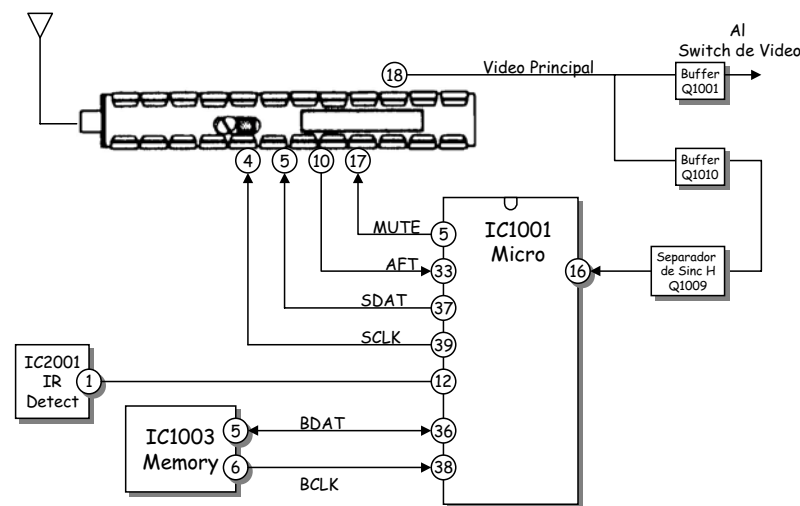 Al
Switch de Video
18
Video Principal
Buffer
Q1001
4
5
10
17
Buffer
Q1010
MUTE
5
IC1001
Micro
AFT
33
16
Separador
de Sinc H
Q1009
SDAT
37
SCLK
39
IC2001
IR
Detect
1
12
IC1003
Memory
5
BDAT
36
6
BCLK
38